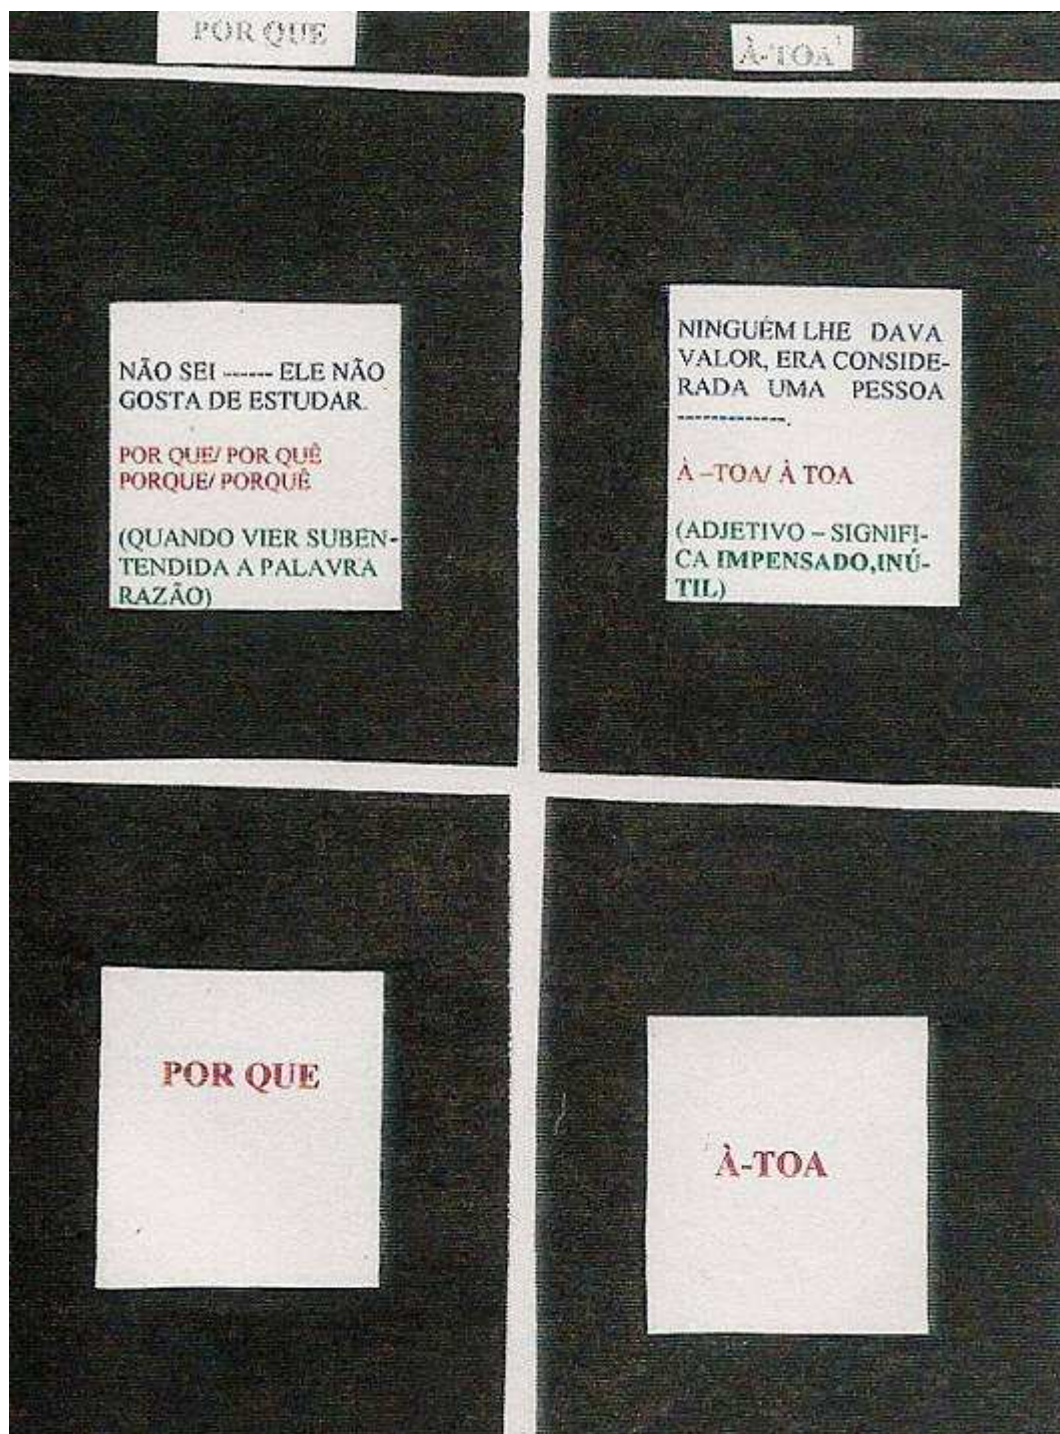 POR QUE
À-TOA
NÃO SEI ------ ELE NÃO
GOSTA DE ESTUDAR.
POR QUE/ POR QUÊ
PORQUE/ PORQUÊ
(QUANDO VIER SUBEN-
TENDIDA A PALAVRA
RAZÃO)
NINGUÉM LHE DAVA
VALOR, ERA CONSIDE-
RADA UMA PESSOA
-------------.
À –TOA/ À TOA
(ADJETIVO – SIGNIFI-
CA IMPENSADO,INÚ-
TIL)
POR QUE
À-TOA